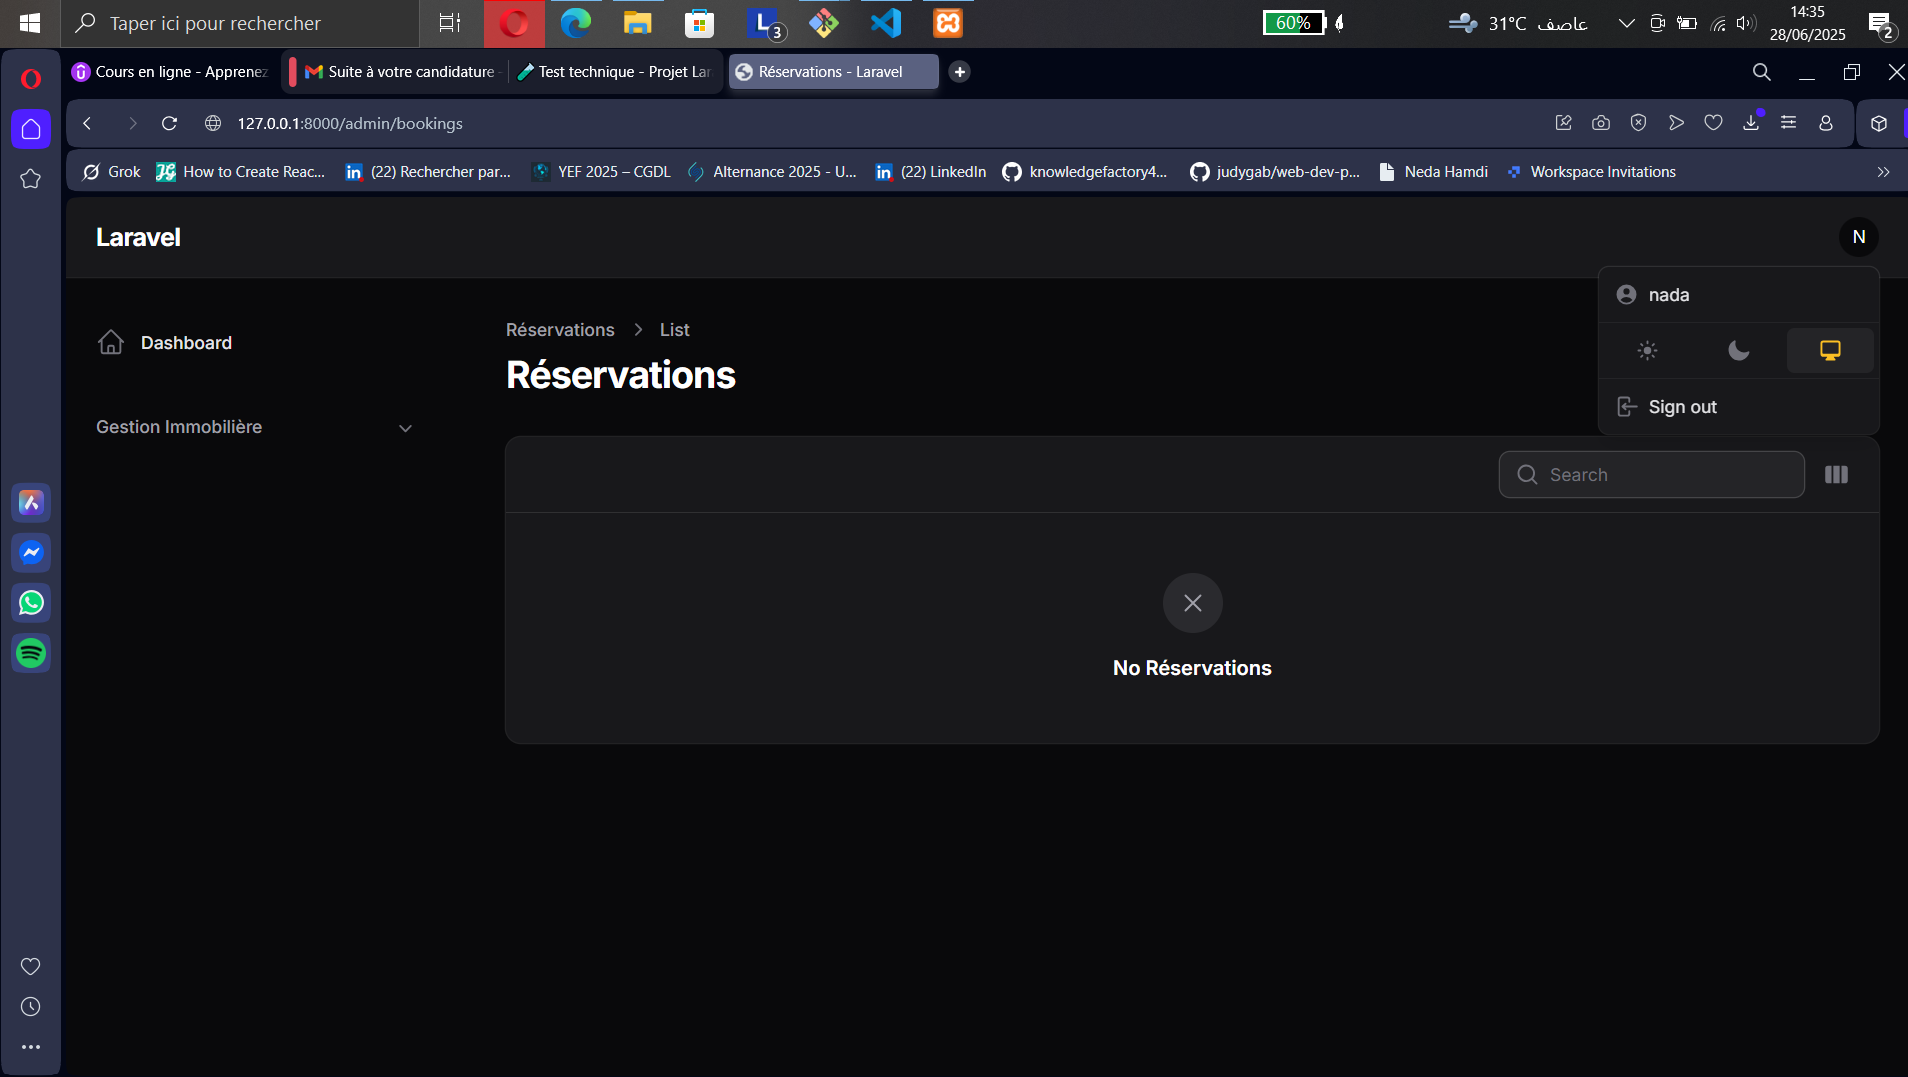 Taper ici pour rechercher
L
3
60%
31°C عاصف
14:35
28/06/2025
2
Cours en ligne - Apprenez
Suite à votre candidature -
Test technique - Projet Lar
Réservations - Laravel
127.0.0.1:8000/admin/bookings
Grok
How to Create Reac...
(22) Rechercher par...
YEF 2025 – CGDL
Alternance 2025 - U...
(22) LinkedIn
knowledgefactory4...
judygab/web-dev-p...
Neda Hamdi
Workspace Invitations
Laravel
N
nada
Sign out
Dashboard
Gestion Immobilière
Réservations > List
Réservations
Search
No Réservations